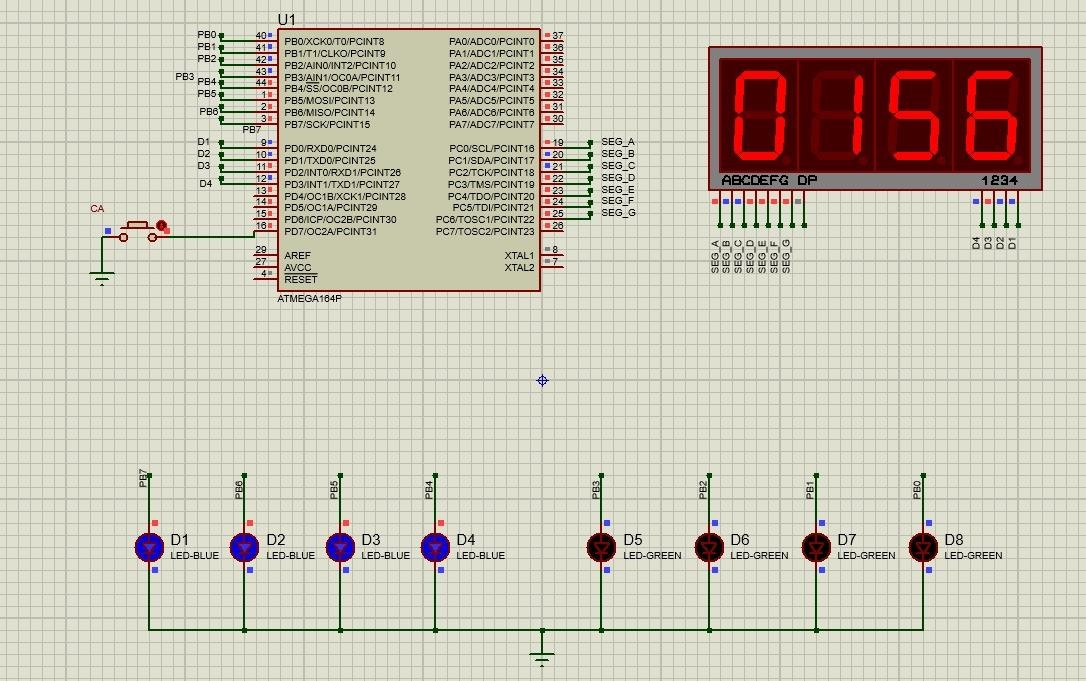 U1
PB0 40 PB0/XCK0/T0/PCINT8 PA0/ADC0/PCINT0 37
PB1 41 PB1/T1/CLKO/PCINT9 PA1/ADC1/PCINT1 36
PB2 42 PB2/AIN0/INT2/PCINT10 PA2/ADC2/PCINT2 35
PB3 43 PB3/AIN1/OC0A/PCINT11 PA3/ADC3/PCINT3 34
PB4 44 PB4/SS/OC0B/PCINT12 PA4/ADC4/PCINT4 33
PB5 1 PB5/MOSI/PCINT13 PA5/ADC5/PCINT5 32
PB6 2 PB6/MISO/PCINT14 PA6/ADC6/PCINT6 31
PB7 3 PB7/SCK/PCINT15 PA7/ADC7/PCINT7 30
D1 9 PD0/RXD0/PCINT24 PC0/SCL/PCINT16 19 SEG_A
D2 10 PD1/TXD0/PCINT25 PC1/SDA/PCINT17 20 SEG_B
D3 11 PD2/INT0/RXD1/PCINT26 PC2/TCK/PCINT18 21 SEG_C
D4 12 PD3/INT1/TXD1/PCINT27 PC3/TMS/PCINT19 22 SEG_D
13 PD4/OC1B/XCK1/PCINT28 PC4/TDO/PCINT20 23 SEG_E
14 PD5/OC1A/PCINT29 PC5/TDI/PCINT21 24 SEG_F
15 PD6/ICP/OC2B/PCINT30 PC6/TOSC1/PCINT22 25 SEG_G
16 PD7/OC2A/PCINT31 PC7/TOSC2/PCINT23 26
CA
29 AREF XTAL1 8
27 AVCC XTAL2 7
4 RESET
ATMEGA164P
0156
ABCDEFG DP 1234
SEG_A SEG_B SEG_C SEG_D SEG_E SEG_F SEG_G D4 D3 D2 D1
PB7 PB6 PB5 PB4 PB3 PB2 PB1 PB0
D1 D2 D3 D4 D5 D6 D7 D8
LED-BLUE LED-BLUE LED-BLUE LED-BLUE LED-GREEN LED-GREEN LED-GREEN LED-GREEN